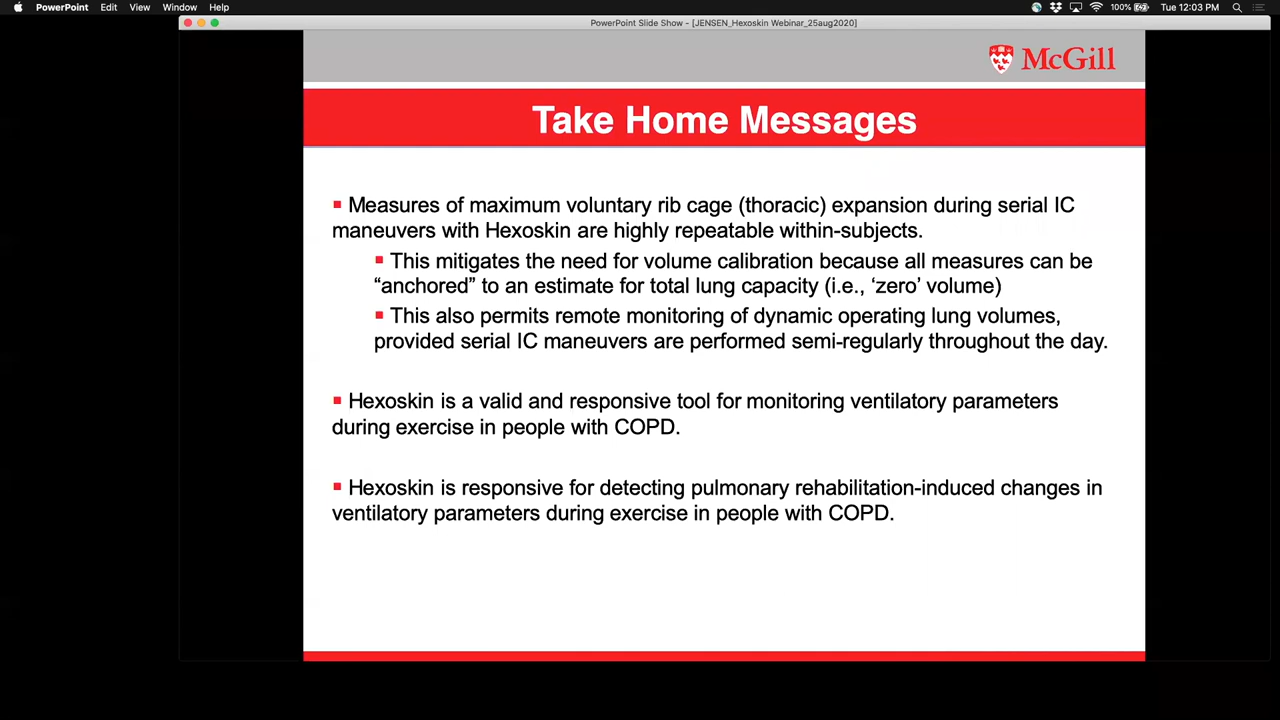 PowerPoint Edit View Window Help 100% Tue 12:03 PM
PowerPoint Slide Show - [JENSEN_Hexoskin Webinar_25aug2020]
McGill
Take Home Messages
Measures of maximum voluntary rib cage (thoracic) expansion during serial IC
maneuvers with Hexoskin are highly repeatable within-subjects.
This mitigates the need for volume calibration because all measures can be
“anchored” to an estimate for total lung capacity (i.e., ‘zero’ volume)
This also permits remote monitoring of dynamic operating lung volumes,
provided serial IC maneuvers are performed semi-regularly throughout the day.
Hexoskin is a valid and responsive tool for monitoring ventilatory parameters
during exercise in people with COPD.
Hexoskin is responsive for detecting pulmonary rehabilitation-induced changes in
ventilatory parameters during exercise in people with COPD.